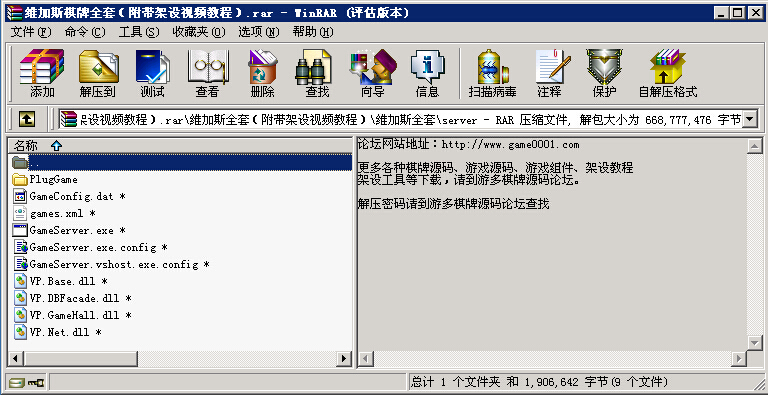 维加斯棋牌全套(附带架设视频教程).rar - WinRAR (评估版本)
文件(F) 命令(C) 工具(S) 收藏夹(O) 选项(N) 帮助(H)
添加 解压到 测试 查看 删除 查找 向导 信息 扫描病毒 注释 保护 自解压格式
设视频教程).rar\维加斯全套(附带架设视频教程)\维加斯全套\server - RAR 压缩文件, 解包大小为 668,777,476 字节
名称
..
PlugGame
GameConfig.dat *
games.xml *
GameServer.exe *
GameServer.exe.config *
GameServer.vshost.exe.config *
VP.Base.dll *
VP.DBFacade.dll *
VP.GameHall.dll *
VP.Net.dll *
论坛网站地址:http://www.game0001.com
更多各种棋牌源码、游戏源码、游戏组件、架设教程
架设工具等下载,请到游多棋牌源码论坛。
解压密码请到游多棋牌源码论坛查找
总计 1 个文件夹 和 1,906,642 字节(9 个文件)